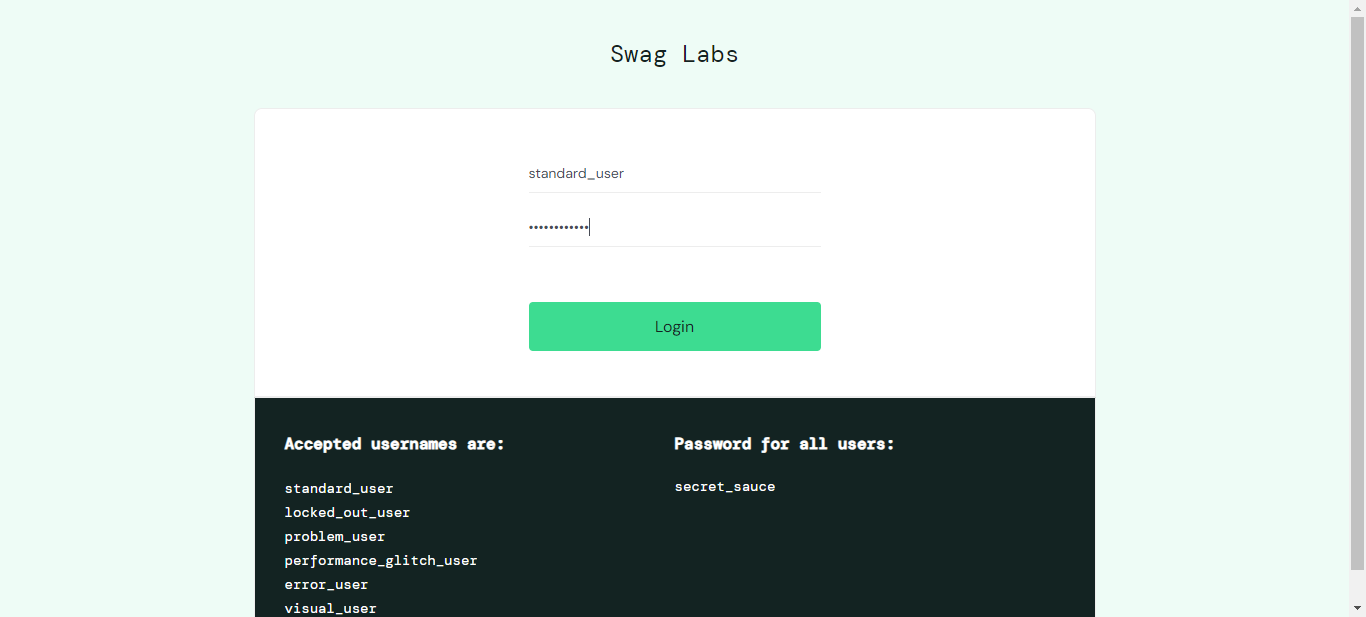 Swag Labs
standard_user
••••••••••••
Login
Accepted usernames are:
standard_user
locked_out_user
problem_user
performance_glitch_user
error_user
visual_user
Password for all users:
secret_sauce